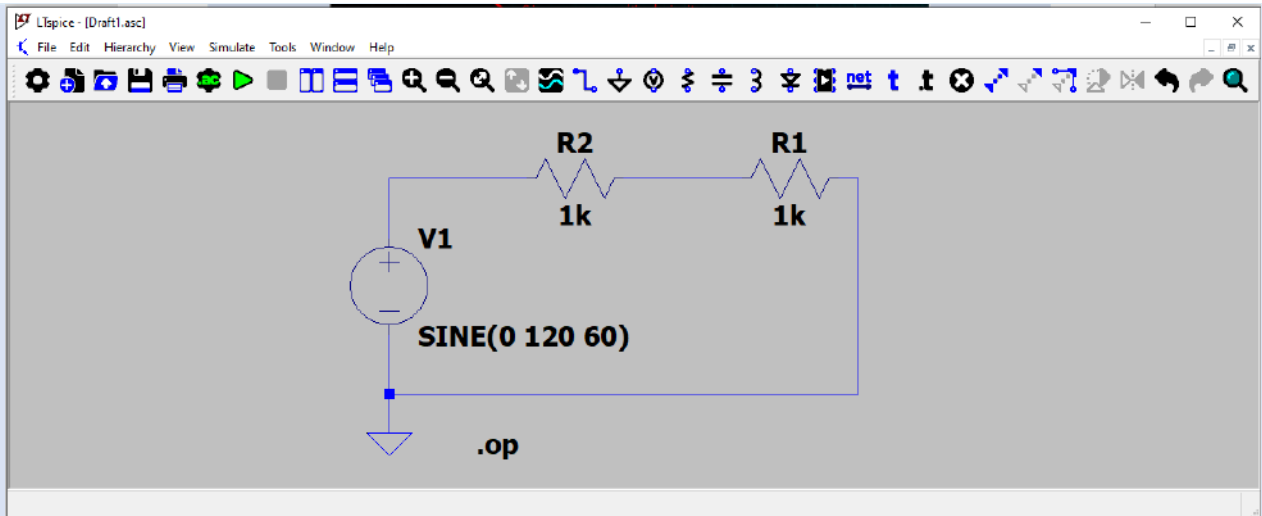 LTspice - [Draft1.asc]
File Edit Hierarchy View Simulate Tools Window Help
net t .t
R2 R1
1k 1k
V1
SINE(0 120 60)
.op